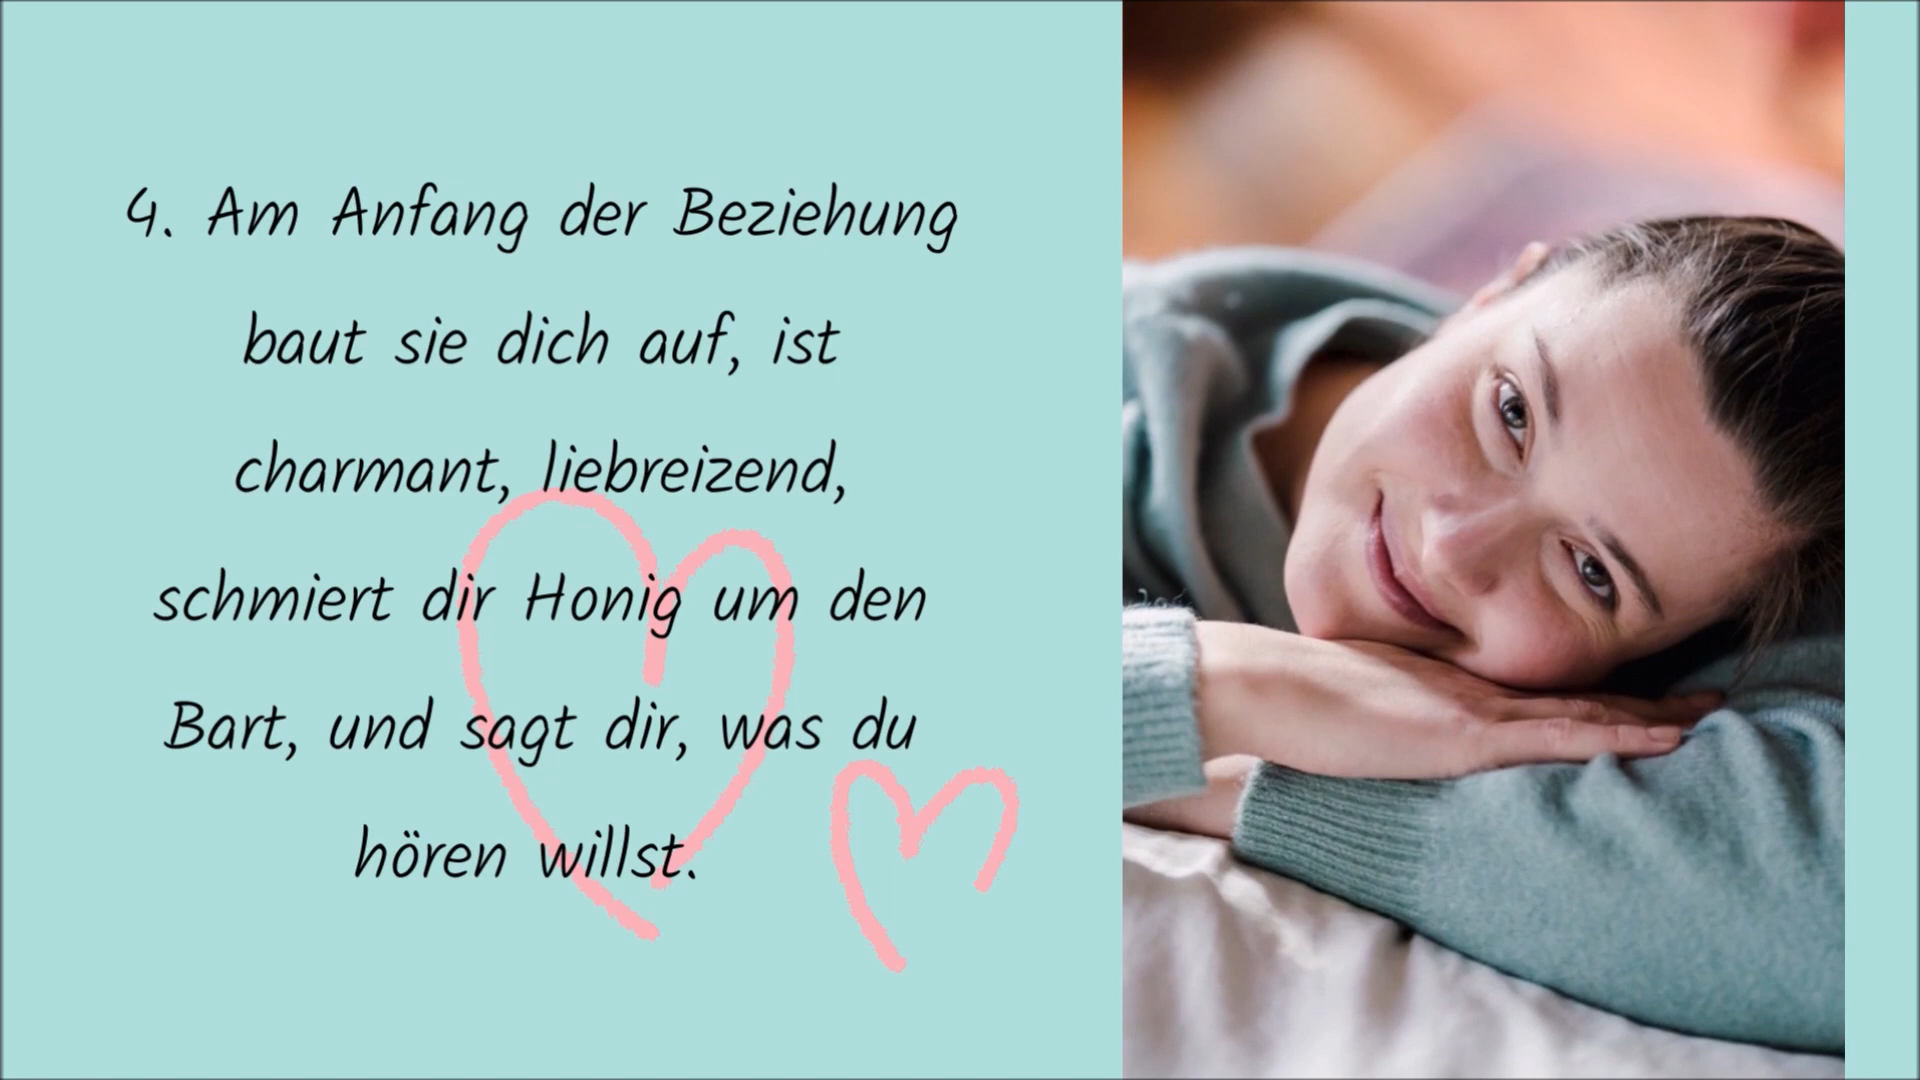 4. Am Anfang der Beziehung
baut sie dich auf, ist
charmant, liebreizend,
schmiert dir Honig um den
Bart, und sagt dir, was du
hören willst.